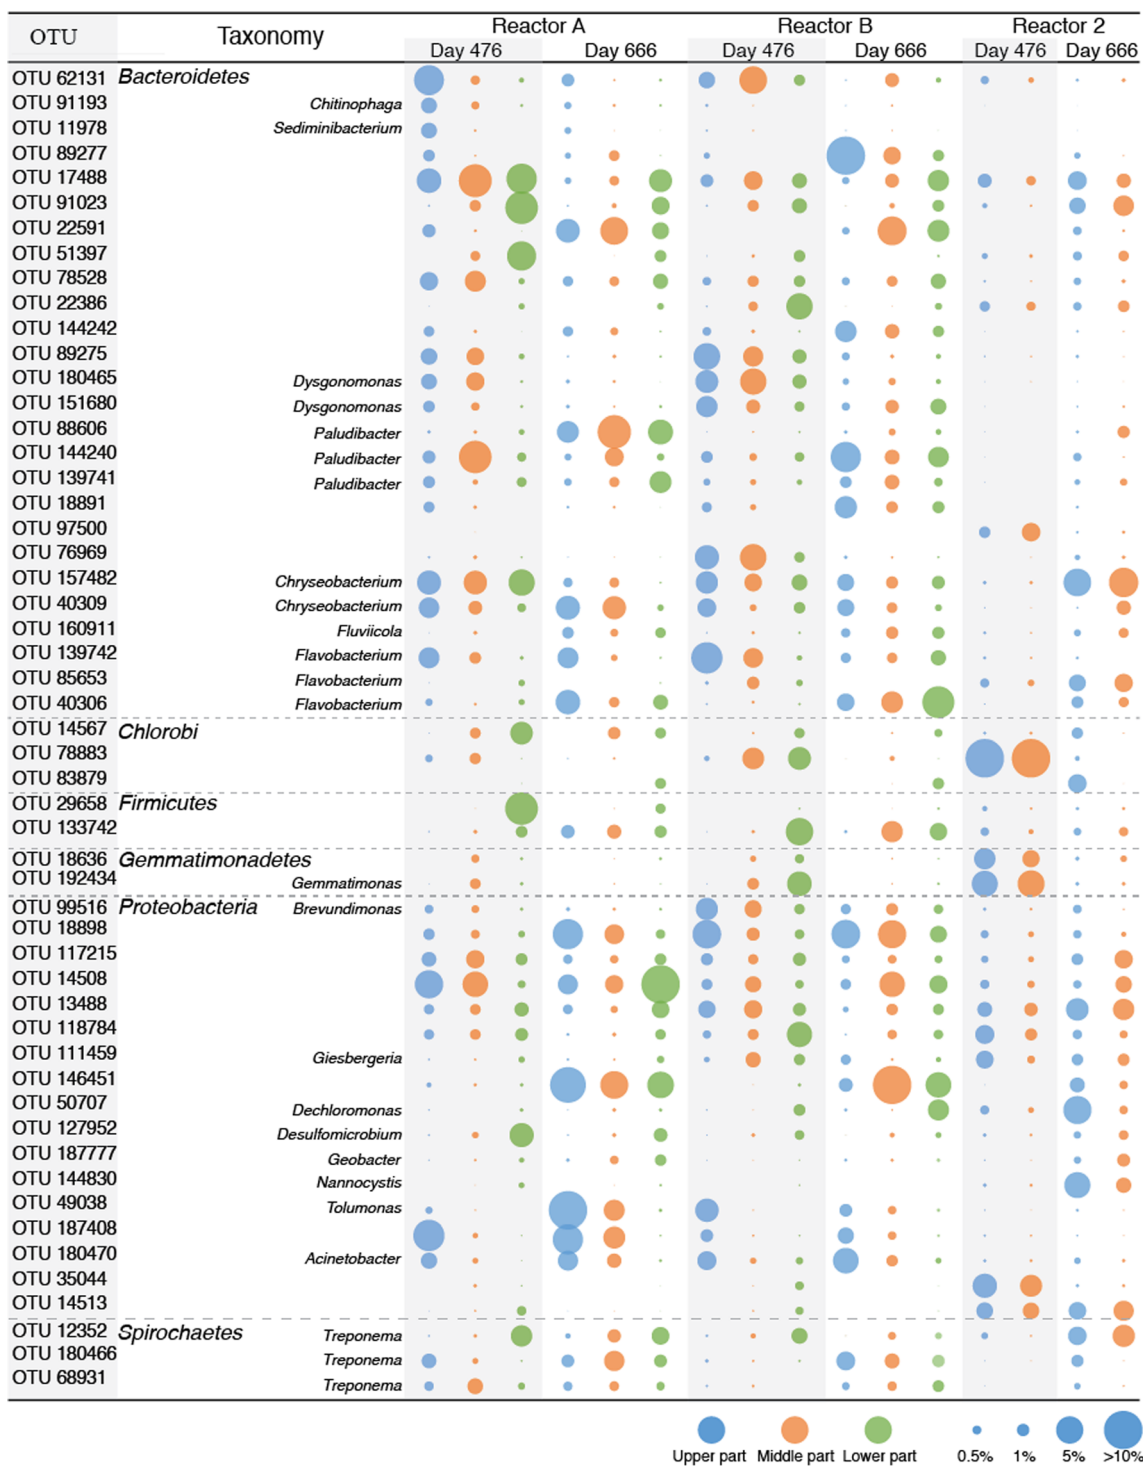 OTU Taxonomy Reactor A Reactor B Reactor 2
Day 476 Day 666 Day 476 Day 666 Day 476 Day 666
OTU 62131 Bacteroidetes
OTU 91193 Chitinophaga
OTU 11978 Sediminibacterium
OTU 89277
OTU 17488
OTU 91023
OTU 22591
OTU 51397
OTU 78528
OTU 22386
OTU 144242
OTU 89275
OTU 180465 Dysgonomonas
OTU 151680 Dysgonomonas
OTU 88606 Paludibacter
OTU 144240 Paludibacter
OTU 139741 Paludibacter
OTU 18891
OTU 97500
OTU 76969
OTU 157482 Chryseobacterium
OTU 40309 Chryseobacterium
OTU 160911 Fluviicola
OTU 139742 Flavobacterium
OTU 85653 Flavobacterium
OTU 40306 Flavobacterium
OTU 14567 Chlorobi
OTU 78883
OTU 83879
OTU 29658 Firmicutes
OTU 133742
OTU 18636 Gemmatimonadetes
OTU 192434 Gemmatimonas
OTU 99516 Proteobacteria Brevundimonas
OTU 18898
OTU 117215
OTU 14508
OTU 13488
OTU 118784
OTU 111459 Giesbergeria
OTU 146451
OTU 50707 Dechloromonas
OTU 127952 Desulfomicrobium
OTU 187777 Geobacter
OTU 144830 Nannocystis
OTU 49038 Tolumonas
OTU 187408
OTU 180470 Acinetobacter
OTU 35044
OTU 14513
OTU 12352 Spirochaetes Treponema
OTU 180466 Treponema
OTU 68931 Treponema
Upper part Middle part Lower part 0.5% 1% 5% >10%